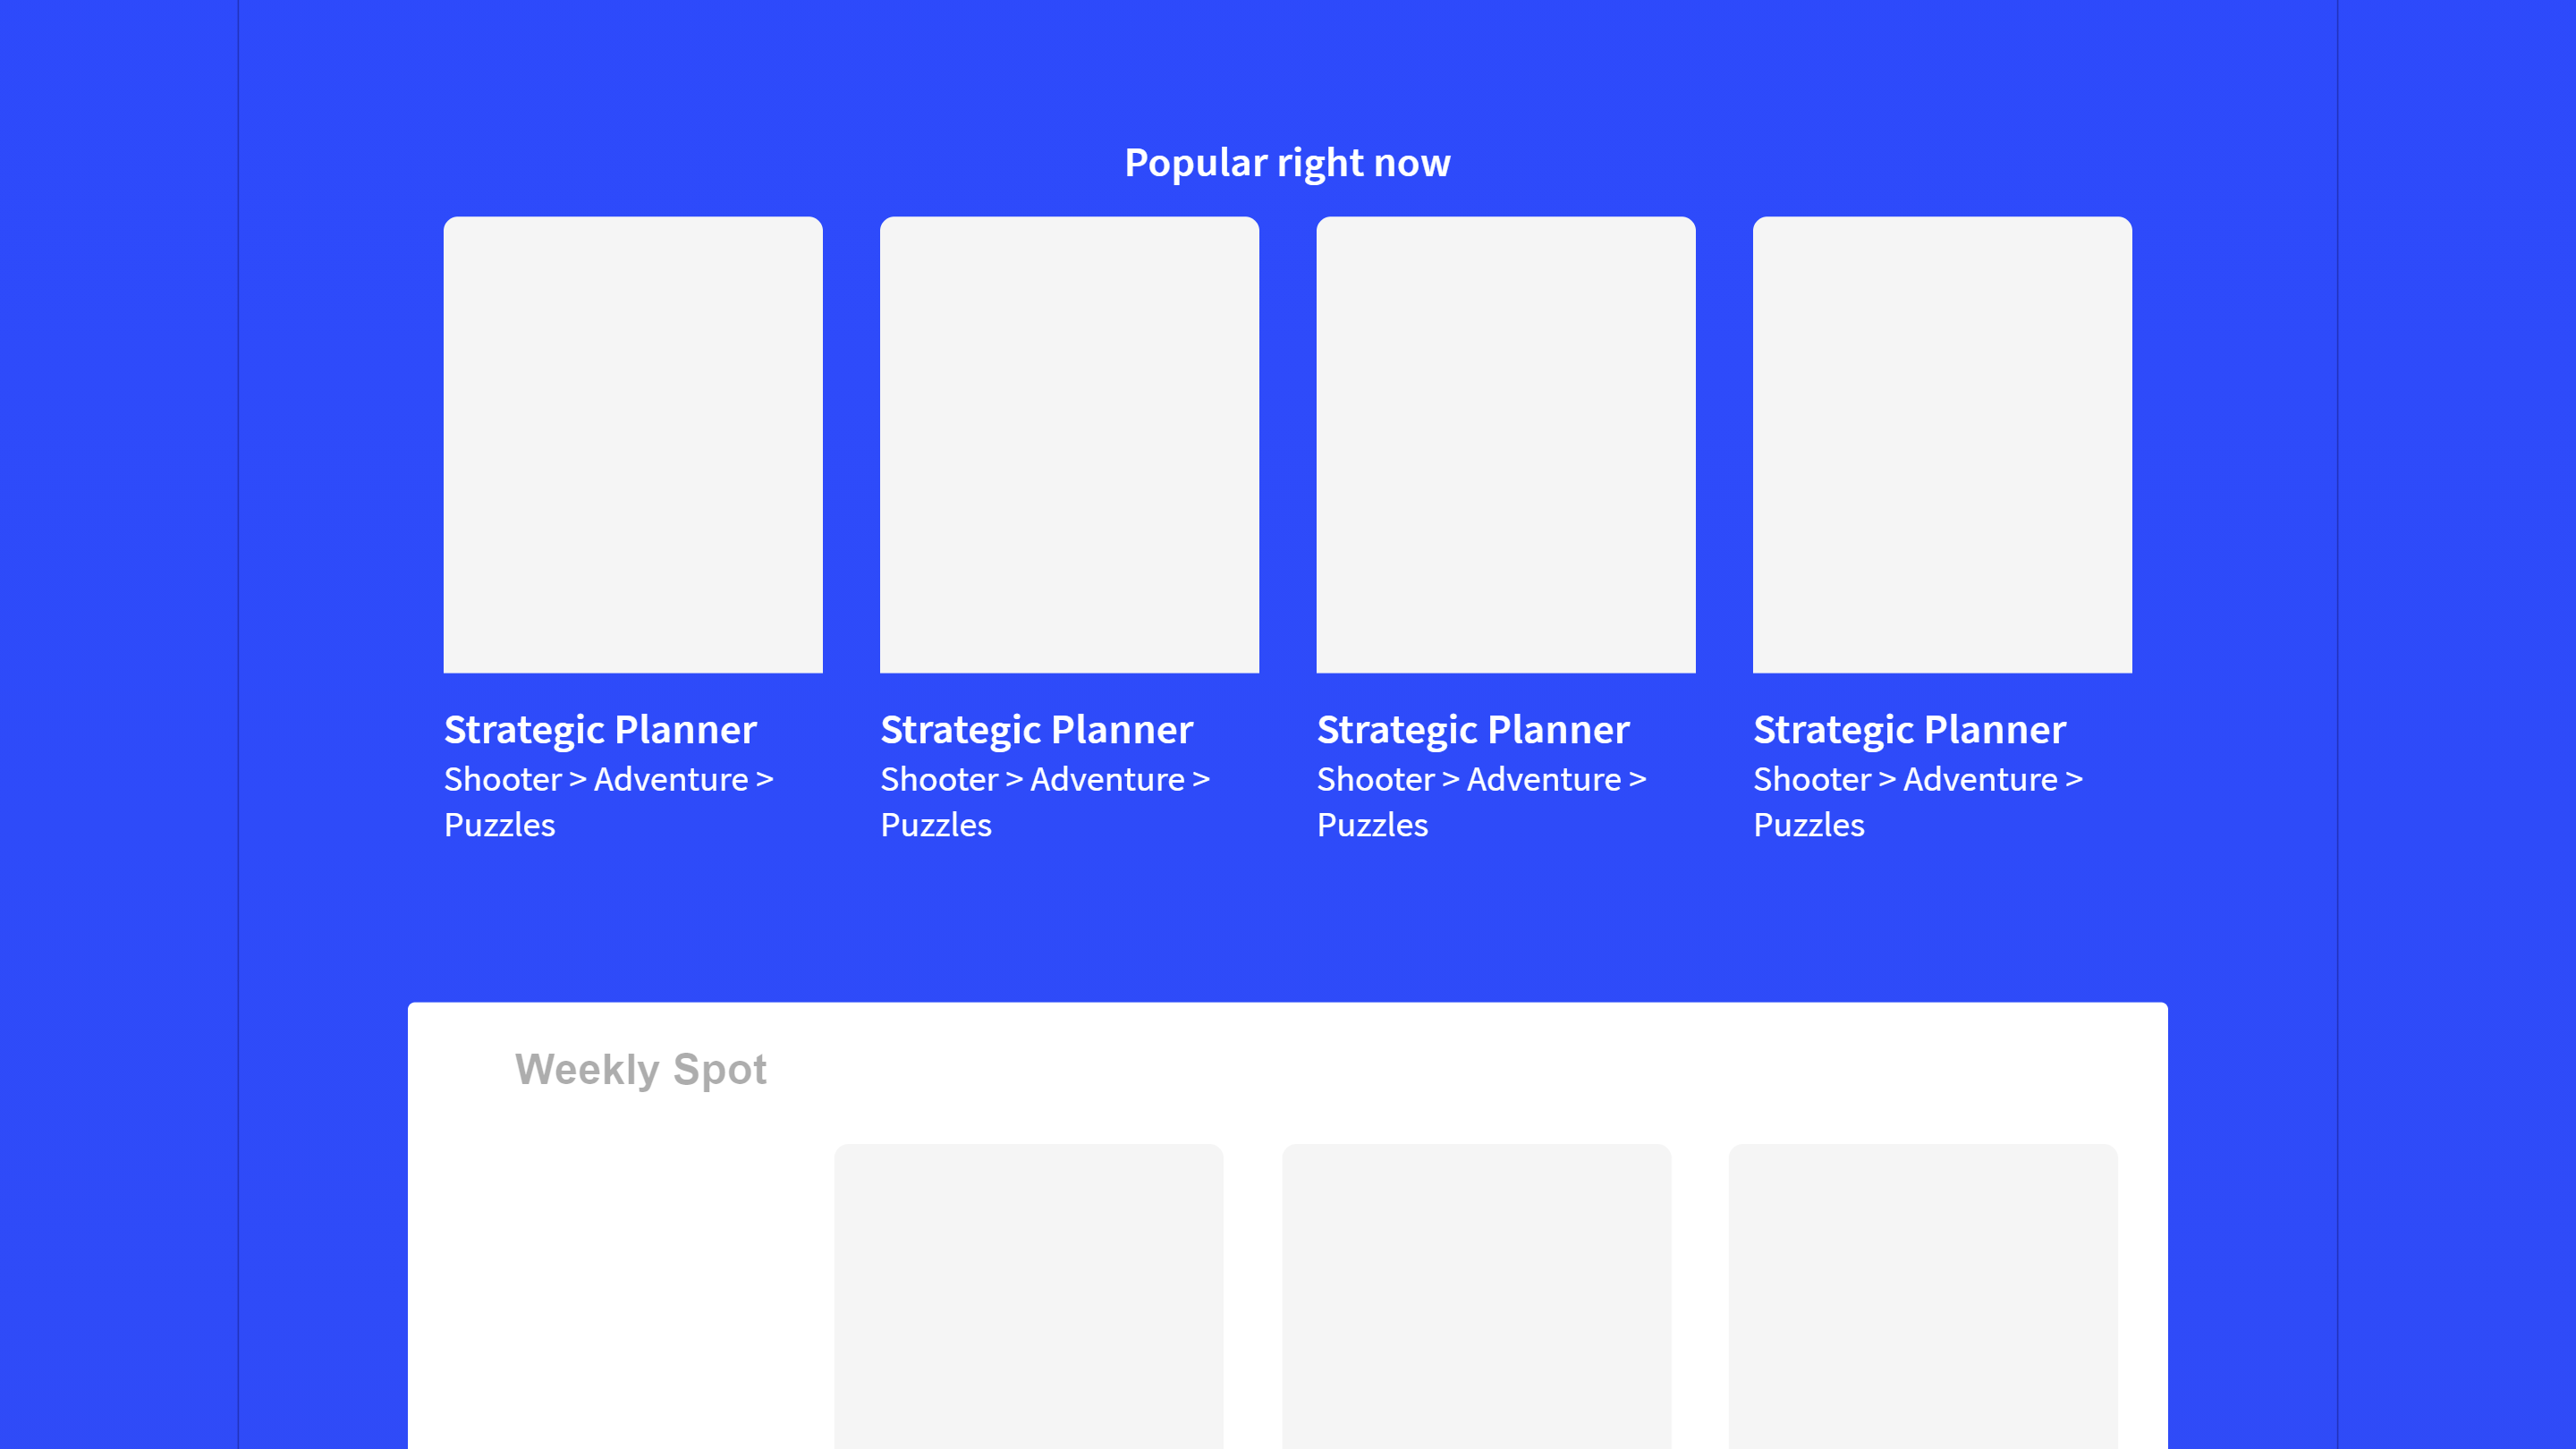 Popular right now
Strategic Planner
Shooter > Adventure >
Puzzles
Strategic Planner
Shooter > Adventure >
Puzzles
Strategic Planner
Shooter > Adventure >
Puzzles
Strategic Planner
Shooter > Adventure >
Puzzles
Weekly Spot